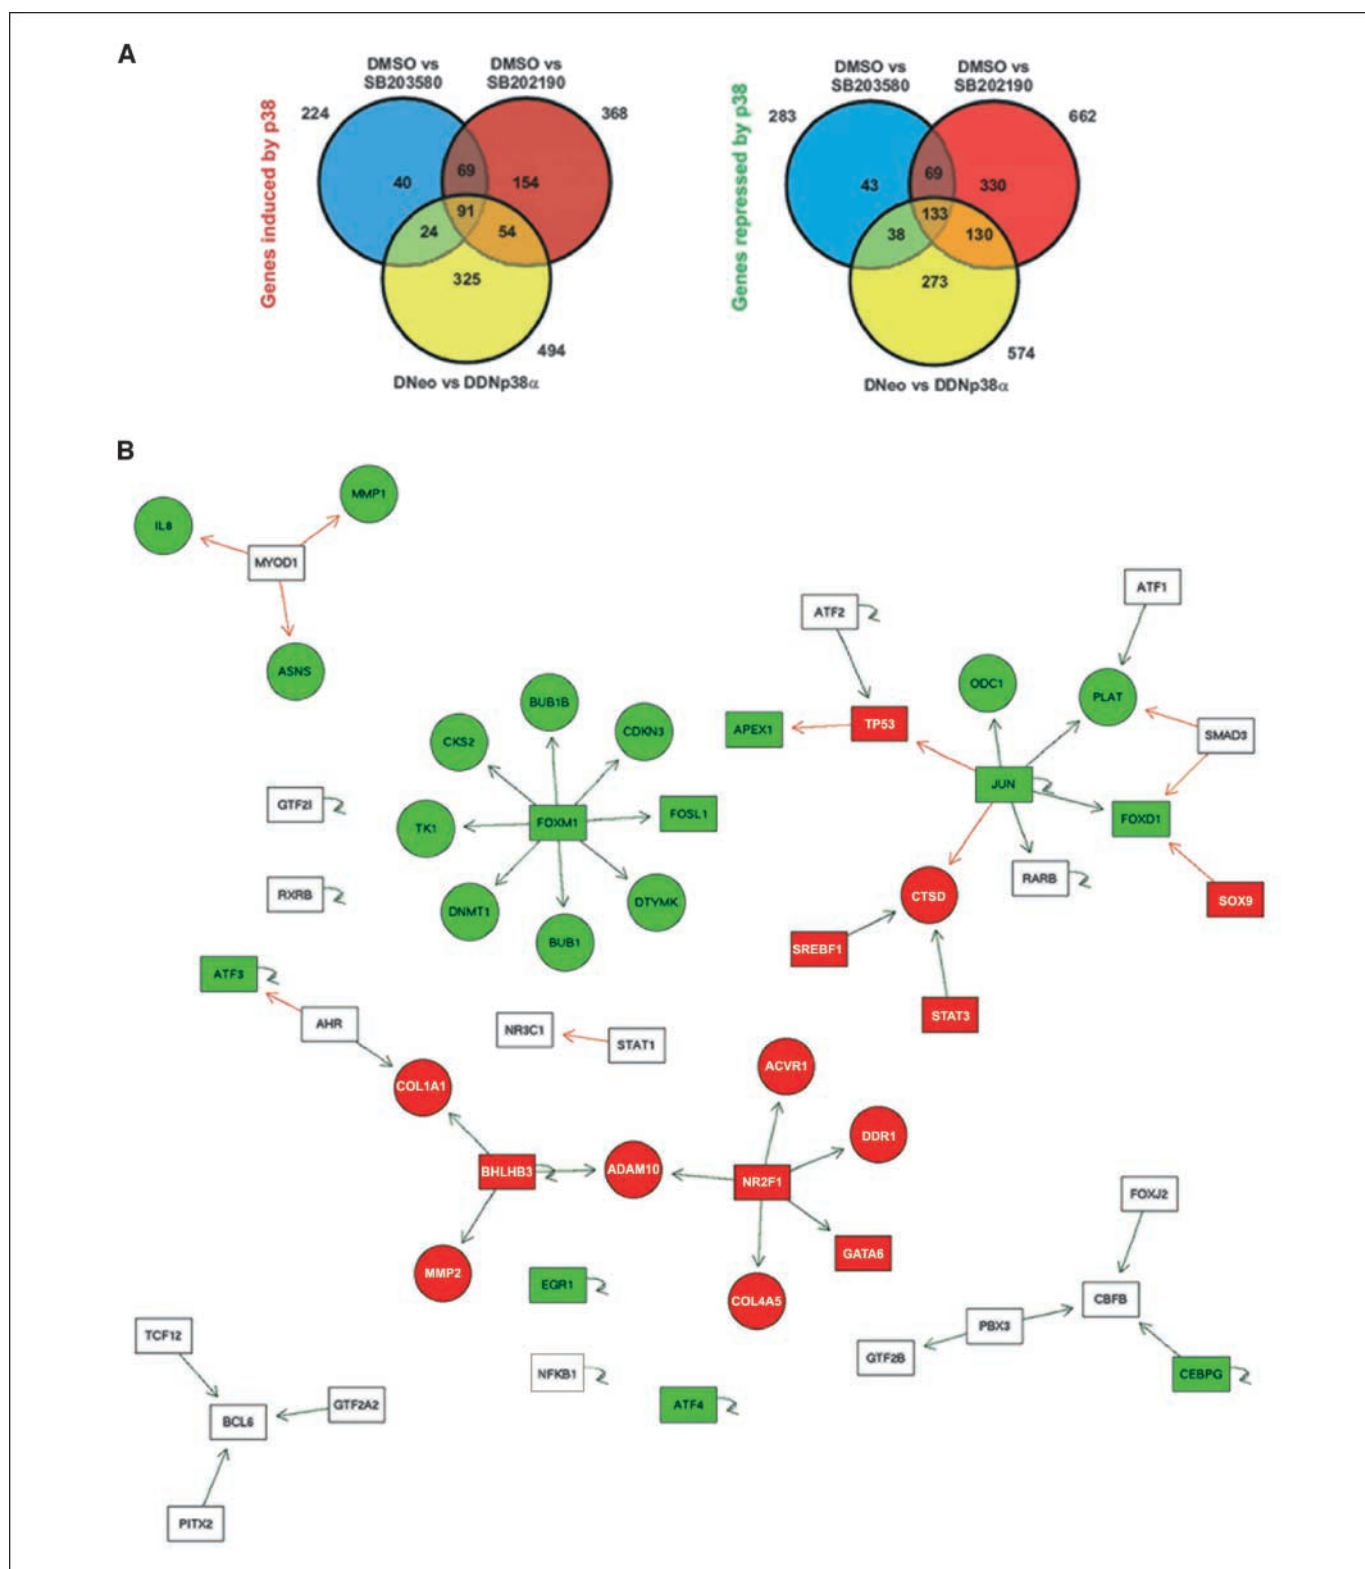 A
Genes induced by p38
DMSO vs
SB203580
DMSO vs
SB202190
224
368
40
69
154
91
24
54
325
494
DNeo vs DDNp38α
Genes repressed by p38
DMSO vs
SB203580
DMSO vs
SB202190
283
662
43
69
330
133
38
130
273
574
DNeo vs DDNp38α
B
IL8
MMP1
MYOD1
ASNS
ATF2
ATF1
ODC1
PLAT
BUB1B
CKS2
CDKN3
APEX1
TP53
SMAD3
GTF2I
JUN
TK1
FOXM1
FOSL1
FOXD1
RXRB
DNMT1
DTYMK
BUB1
CTSD
RARB
SOX9
SREBF1
ATF3
STAT3
AHR
NR3C1
STAT1
COL1A1
ACVR1
DDR1
BHLHB3
ADAM10
NR2F1
FOXJ2
GATA6
MMP2
EGR1
COL4A5
CBFB
PBX3
TCF12
GTF2B
NFKB1
CEBPG
ATF4
GTF2A2
BCL6
PITX2